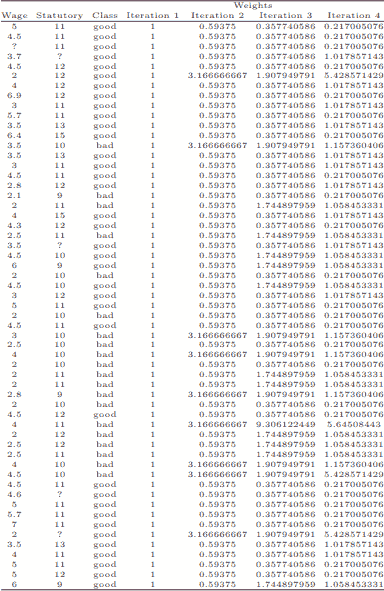 Weights
Wage Statutory Class Iteration 1 Iteration 2 Iteration 3 Iteration 4
5 11 good 1 0.59375 0.357740586 0.217005076
4.5 11 good 1 0.59375 0.357740586 0.217005076
? 11 good 1 0.59375 0.357740586 0.217005076
3.7 ? good 1 0.59375 0.357740586 1.017857143
4.5 12 good 1 0.59375 0.357740586 0.217005076
2 12 good 1 3.166666667 1.907949791 5.428571429
4 12 good 1 0.59375 0.357740586 1.017857143
6.9 12 good 1 0.59375 0.357740586 0.217005076
3 11 good 1 0.59375 0.357740586 1.017857143
5.7 11 good 1 0.59375 0.357740586 0.217005076
3.5 13 good 1 0.59375 0.357740586 1.017857143
6.4 15 good 1 0.59375 0.357740586 0.217005076
3.5 10 bad 1 3.166666667 1.907949791 1.157360406
3.5 13 good 1 0.59375 0.357740586 1.017857143
3 11 good 1 0.59375 0.357740586 1.017857143
4.5 11 good 1 0.59375 0.357740586 0.217005076
2.8 12 good 1 0.59375 0.357740586 1.017857143
2.1 9 bad 1 0.59375 0.357740586 0.217005076
2 11 bad 1 0.59375 1.744897959 1.058453331
4 15 good 1 0.59375 0.357740586 1.017857143
4.3 12 good 1 0.59375 0.357740586 0.217005076
2.5 11 bad 1 0.59375 1.744897959 1.058453331
3.5 ? good 1 0.59375 0.357740586 1.017857143
4.5 10 good 1 0.59375 1.744897959 1.058453331
6 9 good 1 0.59375 1.744897959 1.058453331
2 10 bad 1 0.59375 0.357740586 0.217005076
4.5 10 good 1 0.59375 1.744897959 1.058453331
3 12 good 1 0.59375 0.357740586 1.017857143
5 11 good 1 0.59375 0.357740586 0.217005076
2 10 bad 1 0.59375 0.357740586 0.217005076
4.5 11 good 1 0.59375 0.357740586 0.217005076
3 10 bad 1 3.166666667 1.907949791 1.157360406
2.5 10 bad 1 0.59375 0.357740586 0.217005076
4 10 bad 1 3.166666667 1.907949791 1.157360406
2 10 bad 1 0.59375 0.357740586 0.217005076
2 11 bad 1 0.59375 1.744897959 1.058453331
2 11 bad 1 0.59375 1.744897959 1.058453331
2.8 9 bad 1 3.166666667 1.907949791 1.157360406
2 10 bad 1 0.59375 0.357740586 0.217005076
4.5 12 good 1 0.59375 0.357740586 0.217005076
4 11 bad 1 3.166666667 9.306122449 5.64508443
2 12 bad 1 0.59375 1.744897959 1.058453331
2.5 12 bad 1 0.59375 1.744897959 1.058453331
2.5 11 bad 1 0.59375 1.744897959 1.058453331
4 10 bad 1 3.166666667 1.907949791 1.157360406
4.5 10 bad 1 3.166666667 1.907949791 5.428571429
4.5 11 good 1 0.59375 0.357740586 0.217005076
4.6 ? good 1 0.59375 0.357740586 0.217005076
5 11 good 1 0.59375 0.357740586 0.217005076
5.7 11 good 1 0.59375 0.357740586 0.217005076
7 11 good 1 0.59375 0.357740586 0.217005076
2 ? good 1 3.166666667 1.907949791 5.428571429
3.5 13 good 1 0.59375 0.357740586 1.017857143
4 11 good 1 0.59375 0.357740586 1.017857143
5 11 good 1 0.59375 0.357740586 0.217005076
5 12 good 1 0.59375 0.357740586 0.217005076
6 9 good 1 0.59375 1.744897959 1.058453331